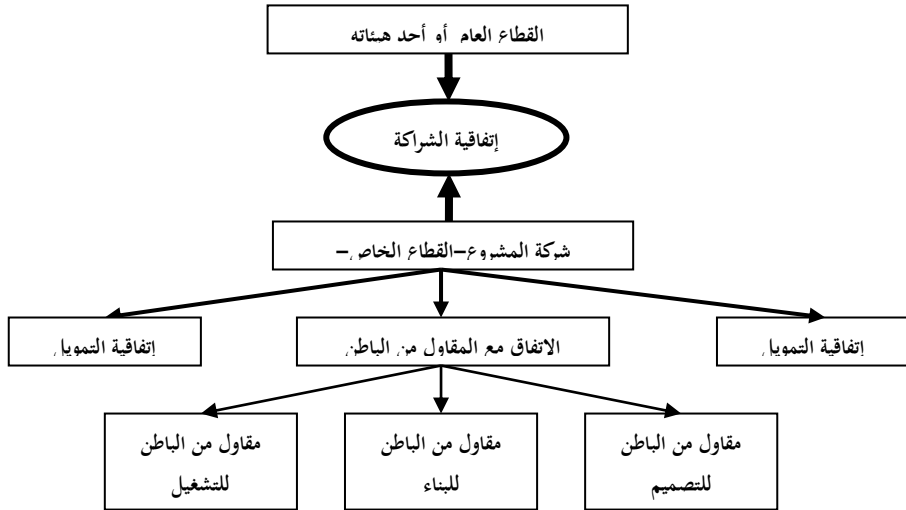 القطاع العام أو أحد هيئاته
إتفاقية الشراكة
شركة المشروع–القطاع الخاص–
إتفاقية التمويل
الاتفاق مع المقاول من الباطن
إتفاقية التمويل
مقاول من الباطن
للتصميم
مقاول من الباطن
للبناء
مقاول من الباطن
للتشغيل